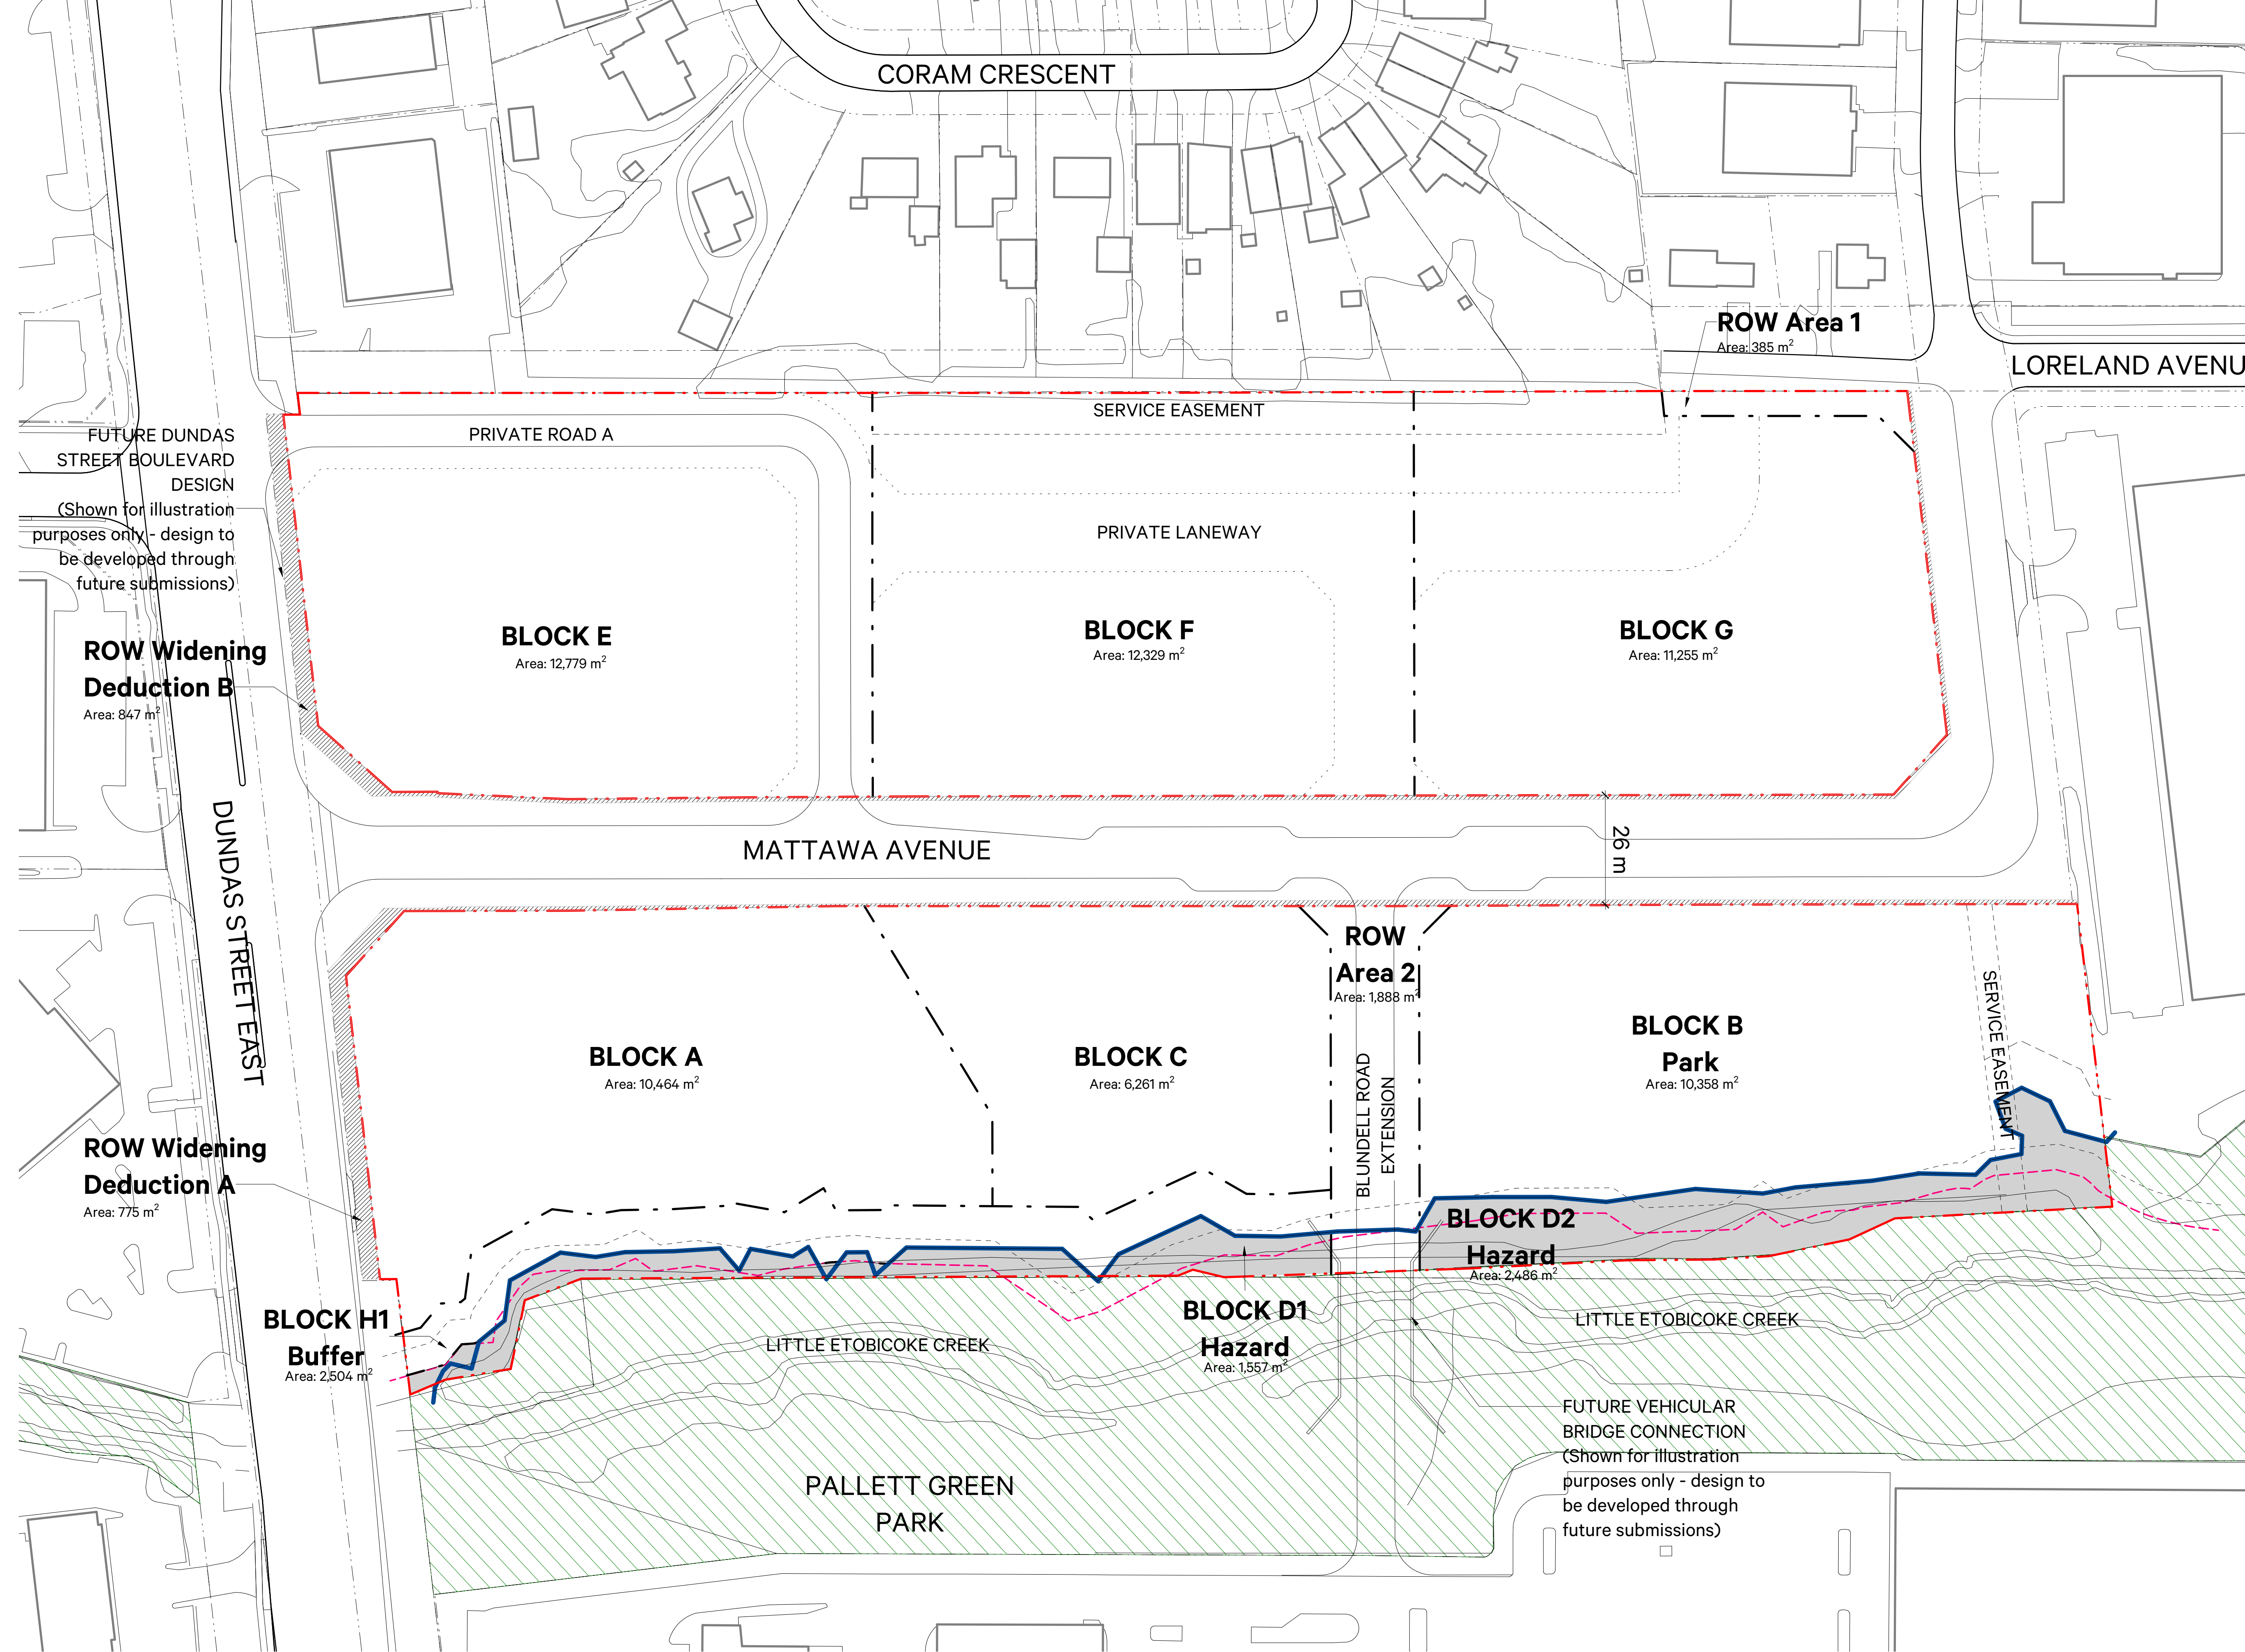 CORAM CRESCENT
ROW Area 1
Area: 385 m²
LORELAND AVENU
SERVICE EASEMENT
PRIVATE ROAD A
FUTURE DUNDAS
STREET BOULEVARD
DESIGN
(Shown for illustration
purposes only - design to
be developed through
future submissions)
PRIVATE LANEWAY
BLOCK E
Area: 12,779 m²
BLOCK F
Area: 12,329 m²
BLOCK G
Area: 11,255 m²
ROW Widening
Deduction B
Area: 847 m²
DUNDAS STREET EAST
MATTAWA AVENUE
26 m
ROW
Area 2
Area: 1,888 m²
BLOCK A
Area: 10,464 m²
BLOCK C
Area: 6,261 m²
BLUNDELL ROAD
EXTENSION
BLOCK B
Park
Area: 10,358 m²
SERVICE EASEMENT
ROW Widening
Deduction A
Area: 775 m²
BLOCK D2
Hazard
Area: 2,486 m²
BLOCK H1
Buffer
Area: 2,504 m²
BLOCK D1
Hazard
Area: 1,557 m²
LITTLE ETOBICOKE CREEK
LITTLE ETOBICOKE CREEK
FUTURE VEHICULAR
BRIDGE CONNECTION
(Shown for illustration
purposes only - design to
be developed through
future submissions)
PALLETT GREEN
PARK